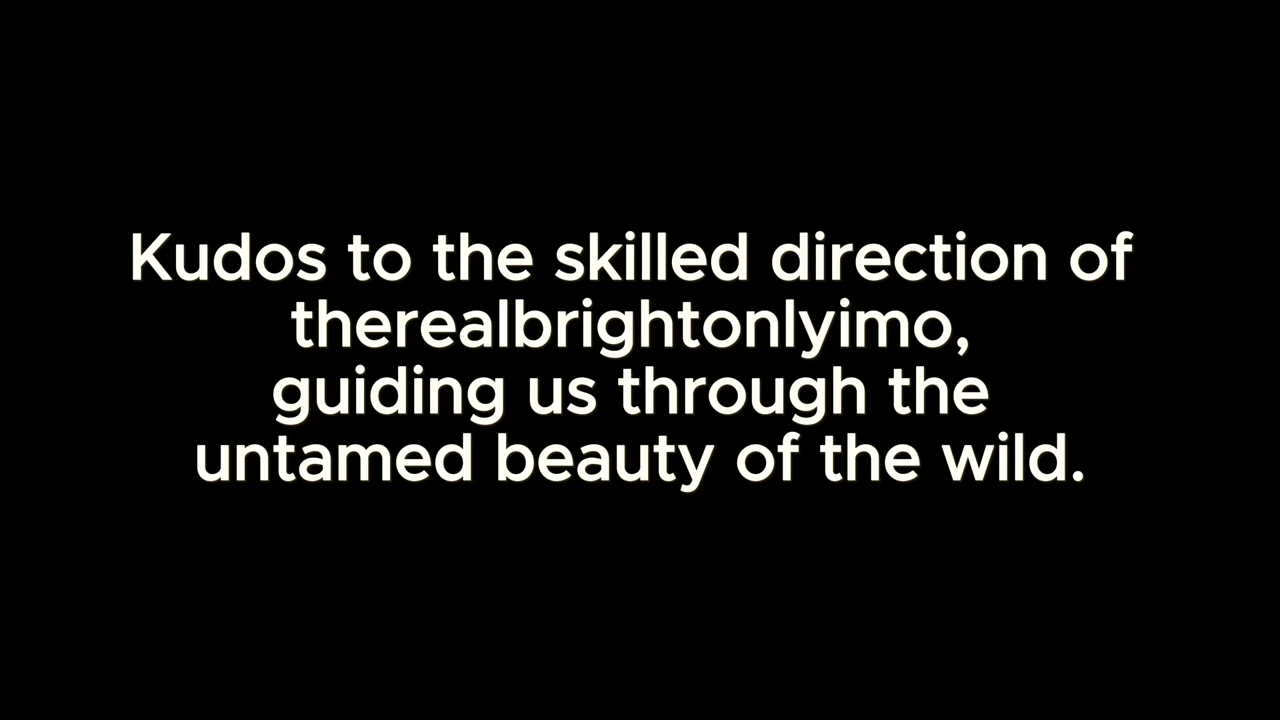 Kudos to the skilled direction of
therealbrightonlyimo,
guiding us through the
untamed beauty of the wild.